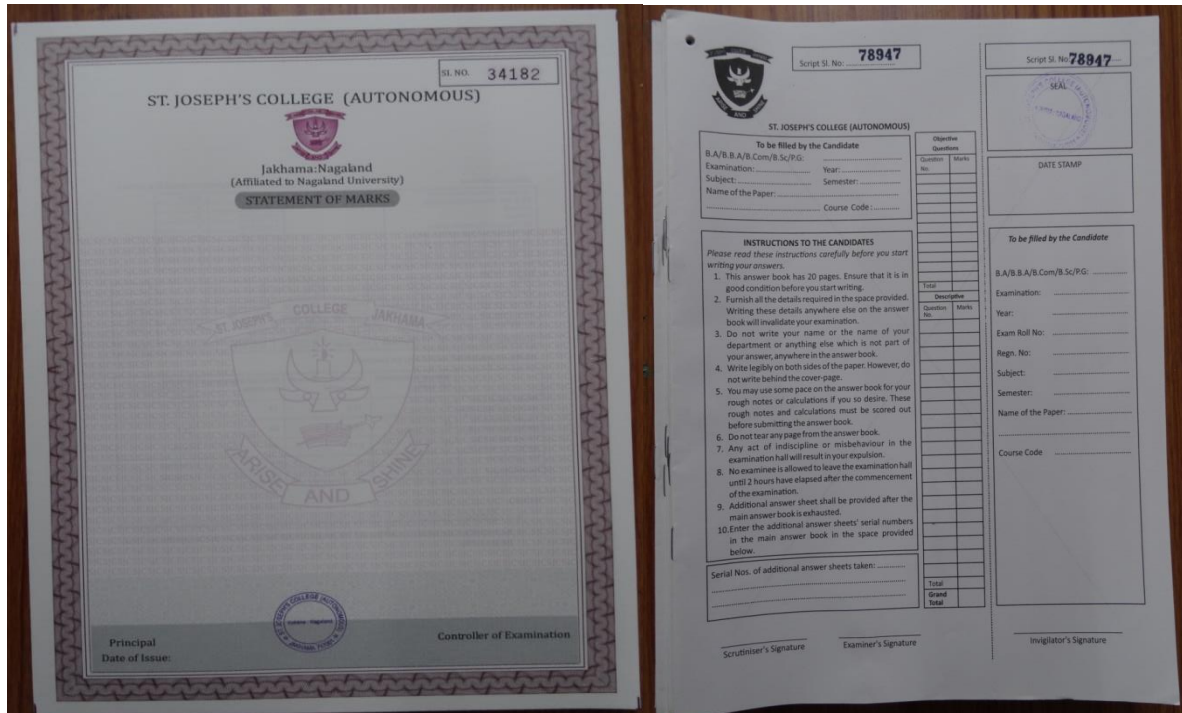 SL. NO. 34182
ST. JOSEPH'S COLLEGE (AUTONOMOUS)
Jakhama:Nagaland
(Affiliated to Nagaland University)
STATEMENT OF MARKS
ST JOSEPH'S COLLEGE JAKHAMA
ARISE AND SHINE
Principal
Controller of Examination
Date of Issue:
AND
Script Sl. No: 78947
ST. JOSEPH'S COLLEGE (AUTONOMOUS)
To be filled by the Candidate
B.A/B.B.A/B.Com/B.Sc/P.G: ..............................
Examination: ..................... Year: .....................
Subject: ........................... Semester: ...............
Name of the Paper: ...................................................
................................................ Course Code : ...........
INSTRUCTIONS TO THE CANDIDATES
Please read these instructions carefully before you start
writing your answers.
1. This answer book has 20 pages. Ensure that it is in
good condition before you start writing.
2. Furnish all the details required in the space provided.
Writing these details anywhere else on the answer
book will invalidate your examination.
3. Do not write your name or the name of your
department or anything else which is not part of
your answer, anywhere in the answer book.
4. Write legibly on both sides of the paper. However, do
not write behind the cover-page.
5. You may use some pace on the answer book for your
rough notes or calculations if you so desire. These
rough notes and calculations must be scored out
before submitting the answer book.
6. Do not tear any page from the answer book.
7. Any act of indiscipline or misbehaviour in the
examination hall will result in your expulsion.
8. No examinee is allowed to leave the examination hall
until 2 hours have elapsed after the commencement
of the examination.
9. Additional answer sheet shall be provided after the
main answer book is exhausted.
10. Enter the additional answer sheets' serial numbers
in the main answer book in the space provided
below.
Serial Nos. of additional answer sheets taken: ............
Scrutiniser's Signature
Examiner's Signature
Objective
Questions
Question No. Marks
Total
Descriptive
Question No. Marks
Total
Grand Total
Script Sl. No 78947
SEAL
DATE STAMP
To be filled by the Candidate
B.A/B.B.A/B.Com/B.Sc/P.G: ..............
Examination: ..............................
Year: ..............................
Exam Roll No: ..............................
Regn. No: ..............................
Subject: ..............................
Semester: ..............................
Name of the Paper: .........................
Course Code ..............................
Invigilator's Signature